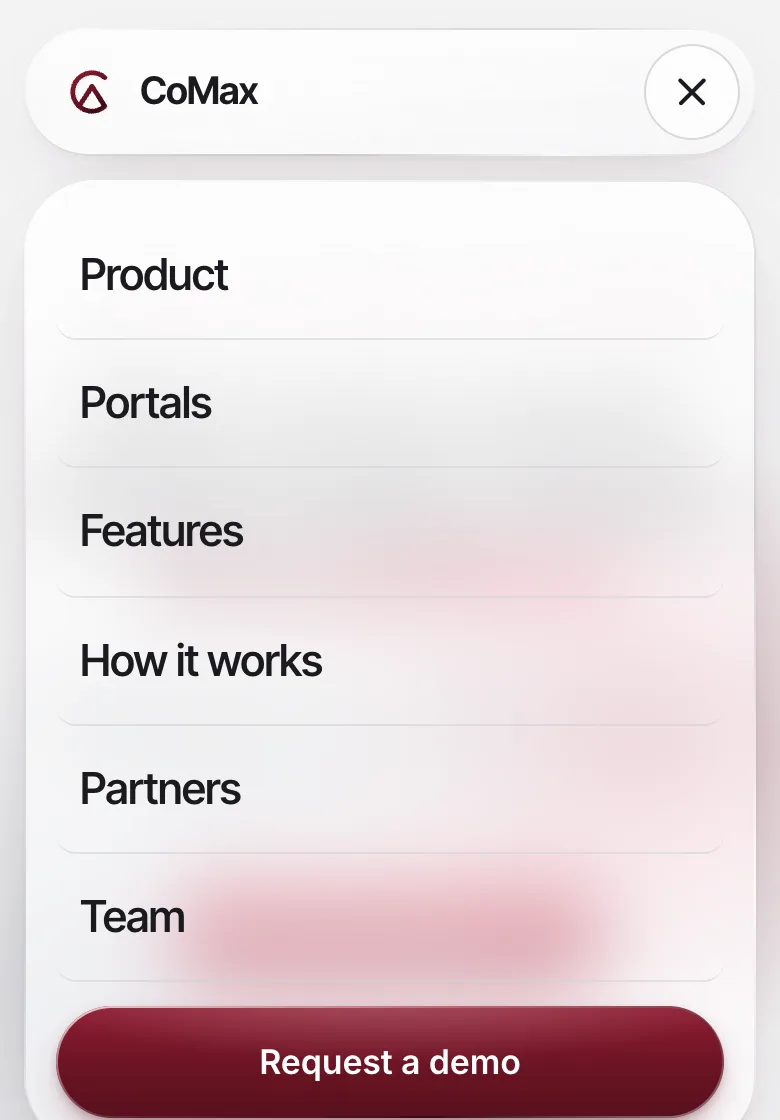 CoMax
Product
Portals
Features
How it works
Partners
Team
Request a demo